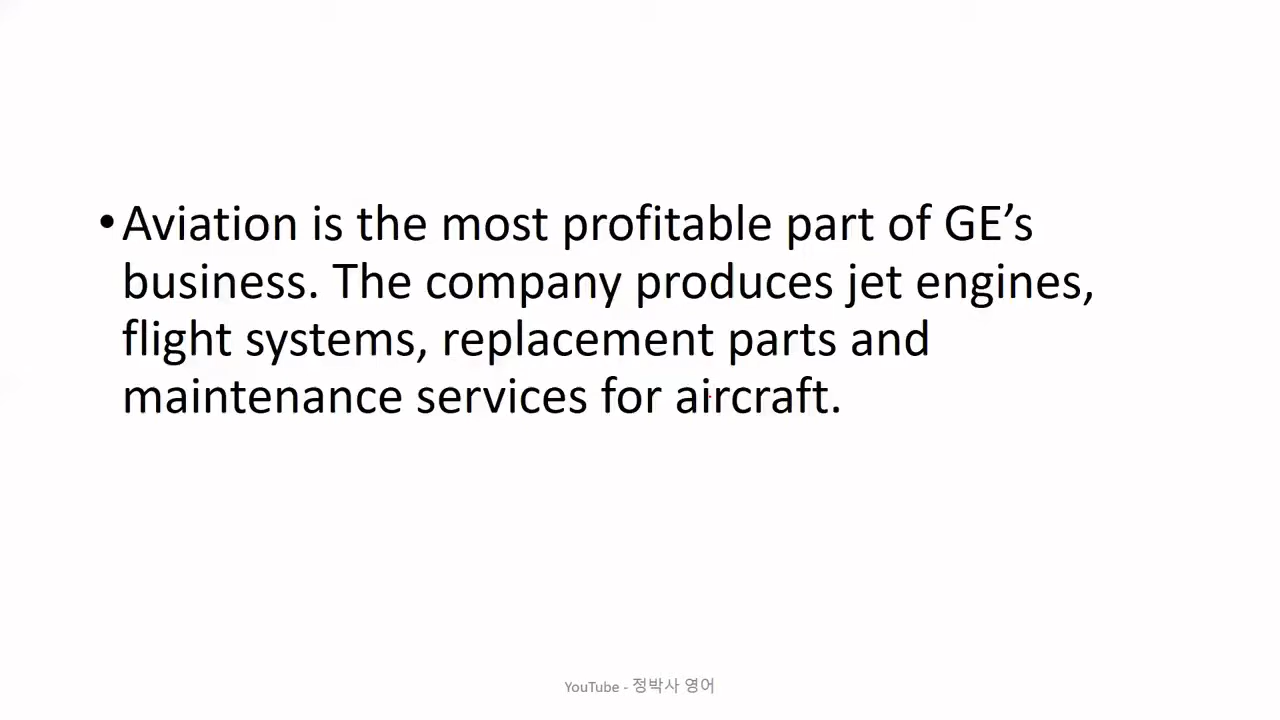 •Aviation is the most profitable part of GE’s
business. The company produces jet engines,
flight systems, replacement parts and
maintenance services for aircraft.
YouTube - 정박사 영어